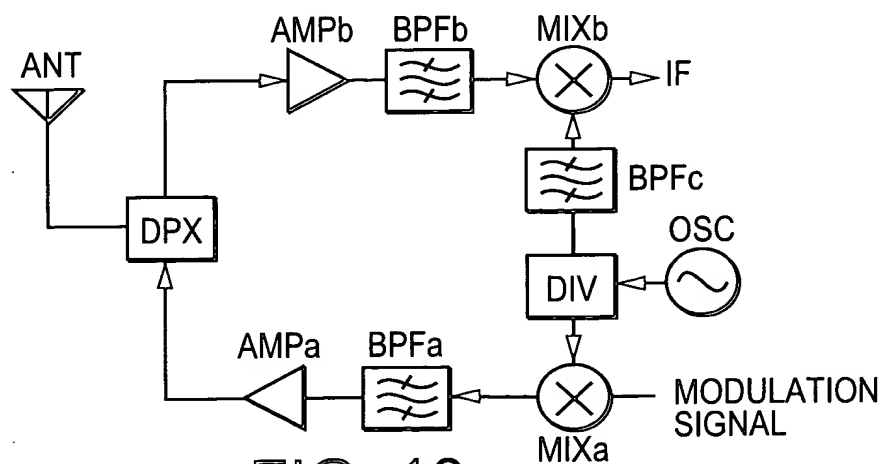 AMPb
BPFb
MIXb
ANT
IF
BPFc
DPX
OSC
DIV
AMPa
BPFa
MODULATION
SIGNAL
MIXa